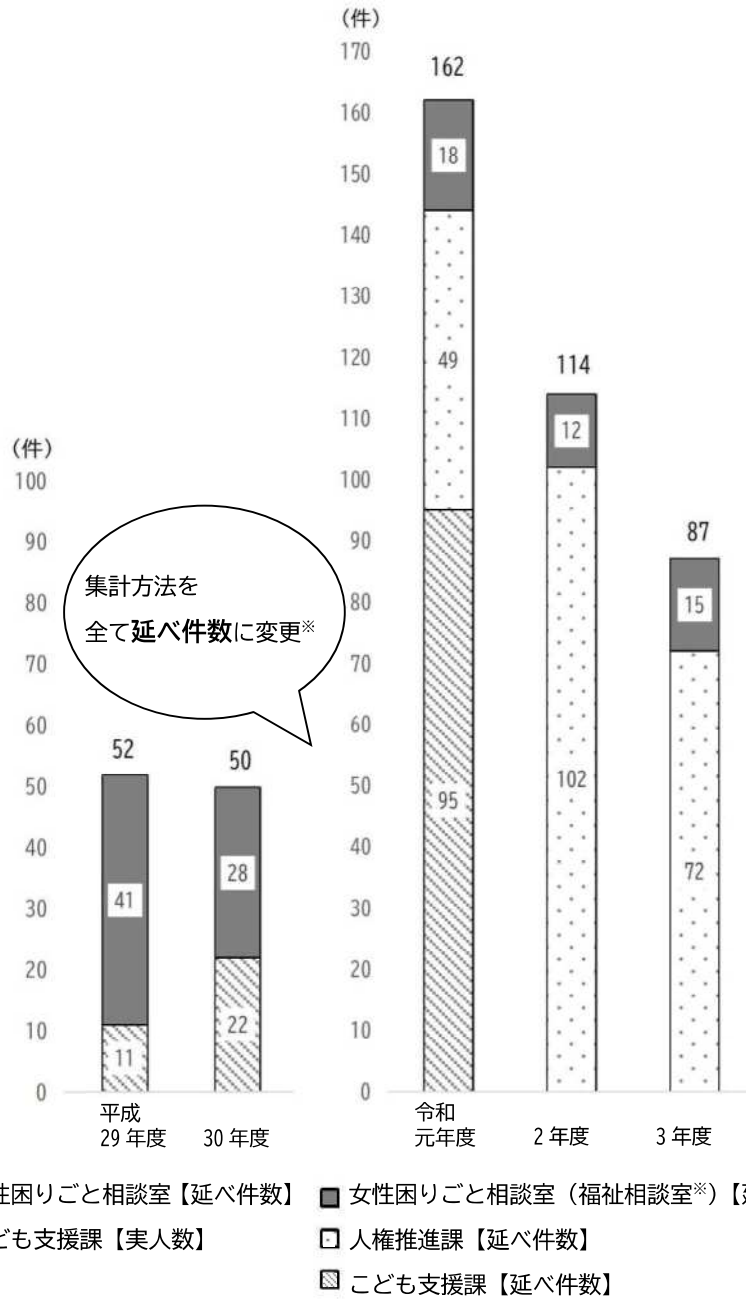 (件)
100
90
80
70
60
50
40
30
20
10
0
52
41
11
50
28
22
平成
29年度
30年度
集計方法を
全て延べ件数に変更※
(件)
170
160
150
140
130
120
110
100
90
80
70
60
50
40
30
20
10
0
162
18
49
95
114
12
102
87
15
72
令和
元年度
2年度
3年度
性困りごと相談室【延べ件数】
ども支援課【実人数】
女性困りごと相談室(福祉相談室※)【延
人権推進課【延べ件数】
こども支援課【延べ件数】